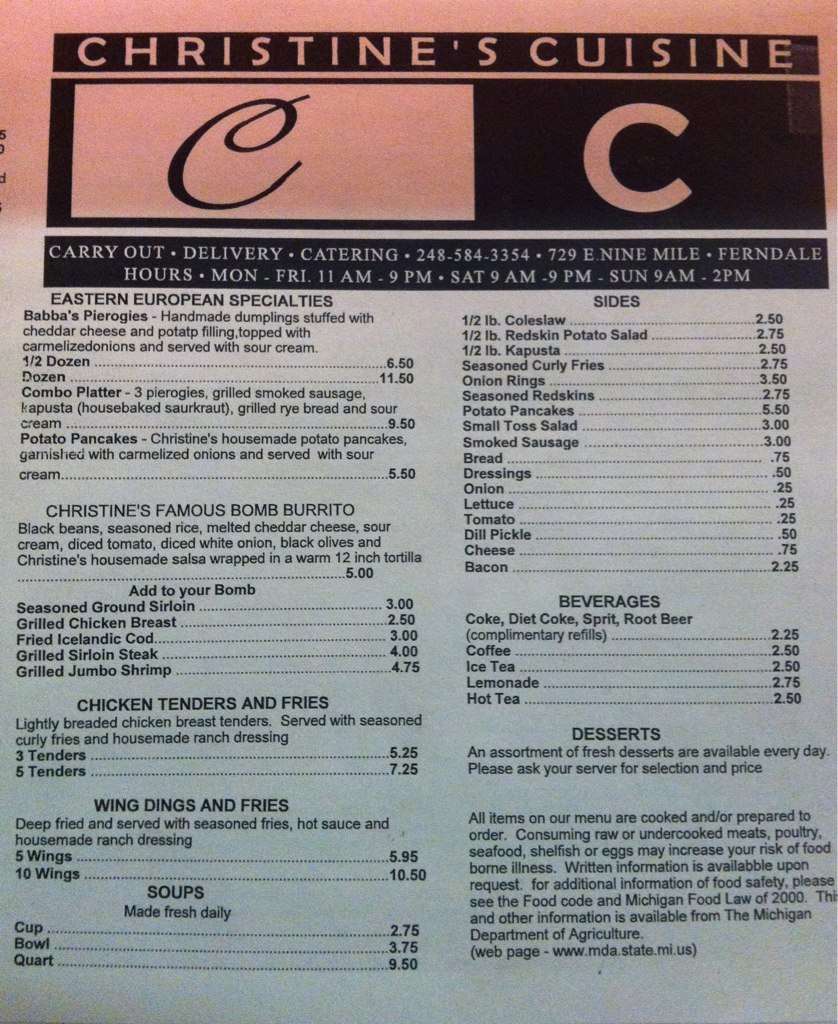 CHRISTINE'S CUISINE
C C
CARRY OUT • DELIVERY • CATERING • 248-584-3354 • 729 E.NINE MILE • FERNDALE
HOURS • MON - FRI. 11 AM - 9 PM • SAT 9 AM -9 PM - SUN 9AM - 2PM
EASTERN EUROPEAN SPECIALTIES
Babba's Pierogies - Handmade dumplings stuffed with
cheddar cheese and potatp filling,topped with
carmelizedonions and served with sour cream.
1/2 Dozen 6.50
Dozen 11.50
Combo Platter - 3 pierogies, grilled smoked sausage,
kapusta (housebaked saurkraut), grilled rye bread and sour
cream 9.50
Potato Pancakes - Christine's housemade potato pancakes,
garnished with carmelized onions and served with sour
cream 5.50
CHRISTINE'S FAMOUS BOMB BURRITO
Black beans, seasoned rice, melted cheddar cheese, sour
cream, diced tomato, diced white onion, black olives and
Christine's housemade salsa wrapped in a warm 12 inch tortilla
5.00
Add to your Bomb
Seasoned Ground Sirloin 3.00
Grilled Chicken Breast 2.50
Fried Icelandic Cod 3.00
Grilled Sirloin Steak 4.00
Grilled Jumbo Shrimp 4.75
CHICKEN TENDERS AND FRIES
Lightly breaded chicken breast tenders. Served with seasoned
curly fries and housemade ranch dressing
3 Tenders 5.25
5 Tenders 7.25
WING DINGS AND FRIES
Deep fried and served with seasoned fries, hot sauce and
housemade ranch dressing
5 Wings 5.95
10 Wings 10.50
SOUPS
Made fresh daily
Cup 2.75
Bowl 3.75
Quart 9.50
SIDES
1/2 lb. Coleslaw 2.50
1/2 lb. Redskin Potato Salad 2.75
1/2 lb. Kapusta 2.50
Seasoned Curly Fries 2.75
Onion Rings 3.50
Seasoned Redskins 2.75
Potato Pancakes 5.50
Small Toss Salad 3.00
Smoked Sausage 3.00
Bread .75
Dressings .50
Onion .25
Lettuce .25
Tomato .25
Dill Pickle .50
Cheese .75
Bacon 2.25
BEVERAGES
Coke, Diet Coke, Sprit, Root Beer
(complimentary refills) 2.25
Coffee 2.50
Ice Tea 2.50
Lemonade 2.75
Hot Tea 2.50
DESSERTS
An assortment of fresh desserts are available every day.
Please ask your server for selection and price
All items on our menu are cooked and/or prepared to
order. Consuming raw or undercooked meats, poultry,
seafood, shelfish or eggs may increase your risk of food
borne illness. Written information is availabble upon
request. for additional information of food safety, please
see the Food code and Michigan Food Law of 2000. Thi
and other information is available from The Michigan
Department of Agriculture.
(web page - www.mda.state.mi.us)